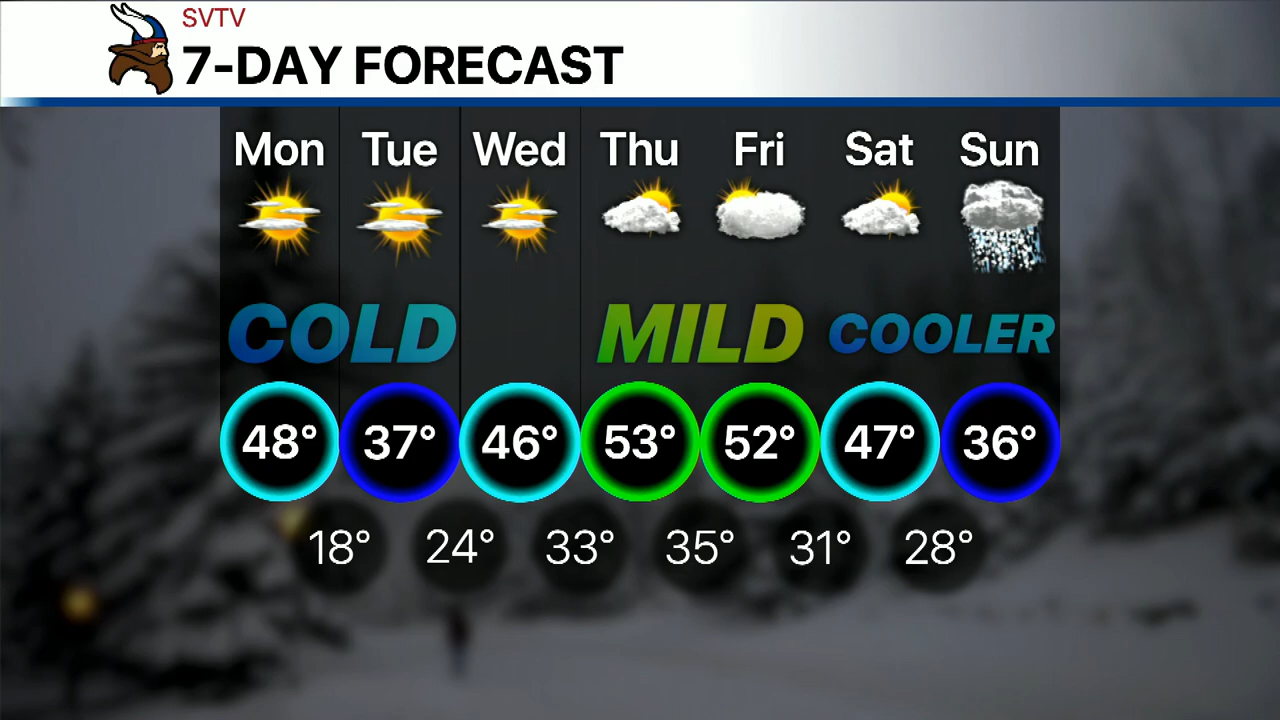 SVTV
7-DAY FORECAST
Mon Tue Wed Thu Fri Sat Sun
COLD MILD COOLER
48° 37° 46° 53° 52° 47° 36°
18° 24° 33° 35° 31° 28°